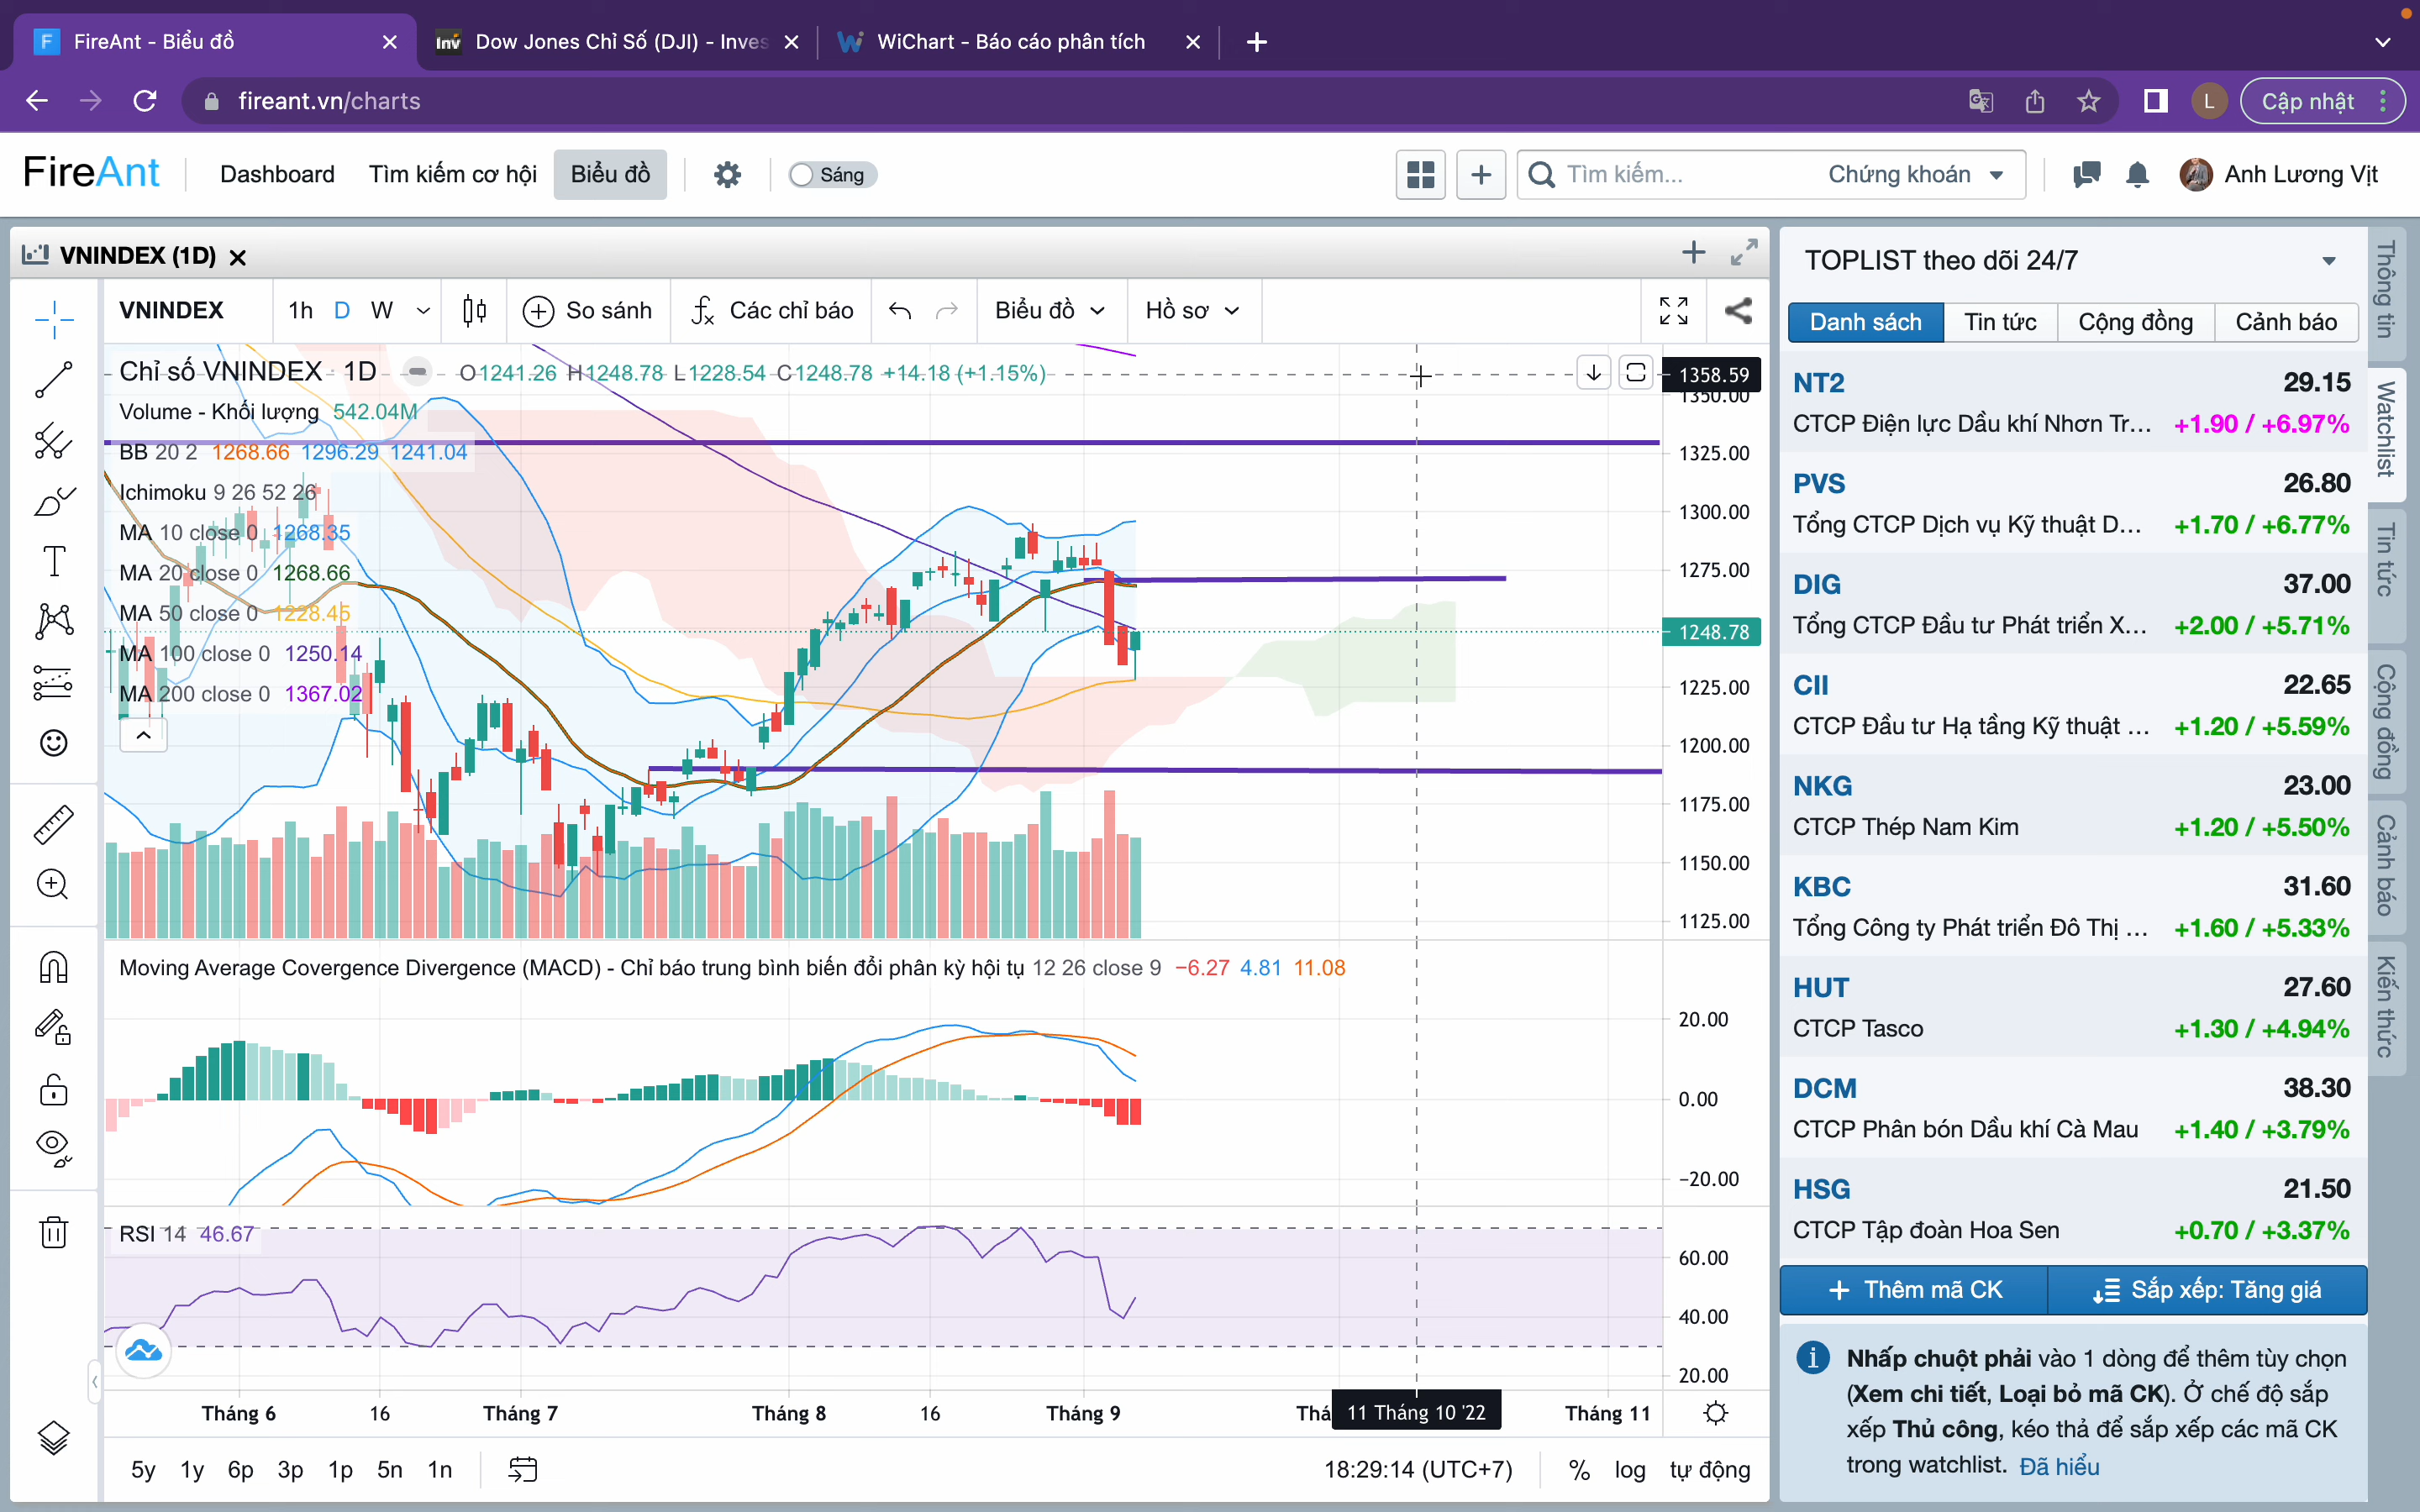 FireAnt - Biểu đồ
Dow Jones Chỉ Số (DJI) - Inves
WiChart - Báo cáo phân tích
fireant.vn/charts
L
Cập nhật
FireAnt
Dashboard
Tìm kiếm cơ hội
Biểu đồ
Sáng
Tìm kiếm...
Chứng khoán
Anh Lương Vịt
VNINDEX (1D)
VNINDEX
1h D W
So sánh
Các chỉ báo
Biểu đồ
Hồ sơ
Chỉ số VNINDEX · 1D O1241.26 H1248.78 L1228.54 C1248.78 +14.18 (+1.15%)
Volume - Khối lượng 542.04M
BB 20 2 1268.66 1296.29 1241.04
Ichimoku 9 26 52 26
MA 10 close 0 1268.35
MA 20 close 0 1268.66
MA 50 close 0 1228.45
MA 100 close 0 1250.14
MA 200 close 0 1367.02
1358.59
1350.00
1325.00
1300.00
1275.00
1248.78
1225.00
1200.00
1175.00
1150.00
1125.00
Moving Average Covergence Divergence (MACD) - Chỉ báo trung bình biến đổi phân kỳ hội tụ 12 26 close 9 −6.27 4.81 11.08
20.00
0.00
−20.00
RSI 14 46.67
60.00
40.00
20.00
Tháng 6 16 Tháng 7 Tháng 8 16 Tháng 9 Thá 11 Tháng 10 '22 Tháng 11
5y 1y 6p 3p 1p 5n 1n
18:29:14 (UTC+7)
% log tự động
TOPLIST theo dõi 24/7
Danh sách Tin tức Cộng đồng Cảnh báo
NT2 29.15
CTCP Điện lực Dầu khí Nhơn Tr... +1.90 / +6.97%
PVS 26.80
Tổng CTCP Dịch vụ Kỹ thuật D... +1.70 / +6.77%
DIG 37.00
Tổng CTCP Đầu tư Phát triển X... +2.00 / +5.71%
CII 22.65
CTCP Đầu tư Hạ tầng Kỹ thuật ... +1.20 / +5.59%
NKG 23.00
CTCP Thép Nam Kim +1.20 / +5.50%
KBC 31.60
Tổng Công ty Phát triển Đô Thị ... +1.60 / +5.33%
HUT 27.60
CTCP Tasco +1.30 / +4.94%
DCM 38.30
CTCP Phân bón Dầu khí Cà Mau +1.40 / +3.79%
HSG 21.50
CTCP Tập đoàn Hoa Sen +0.70 / +3.37%
Thêm mã CK
Sắp xếp: Tăng giá
Nhấp chuột phải vào 1 dòng để thêm tùy chọn
(Xem chi tiết, Loại bỏ mã CK). Ở chế độ sắp
xếp Thủ công, kéo thả để sắp xếp các mã CK
trong watchlist. Đã hiểu
Thông tin
Watchlist
Tin tức
Cộng đồng
Cảnh báo
Kiến thức